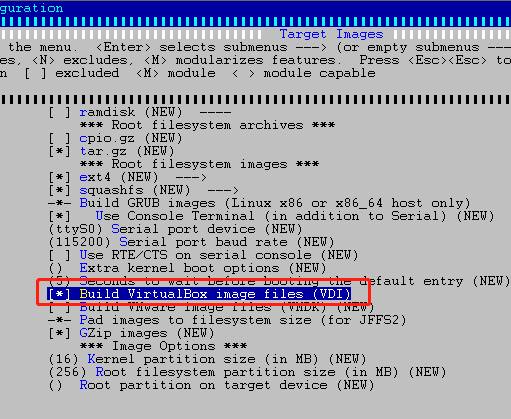 guration
Target Images
the menu. <Enter> selects submenus ---> (or empty submenus ---
es, <N> excludes, <M> modularizes features. Press <Esc><Esc> to
n [ ] excluded <M> module < > module capable
[ ] ramdisk (NEW) ----
*** Root filesystem archives ***
[ ] cpio.gz (NEW)
[*] tar.gz (NEW)
*** Root filesystem images ***
[*] ext4 (NEW) --->
[*] squashfs (NEW) --->
-*- Build GRUB images (Linux x86 or x86_64 host only)
[*] Use Console Terminal (in addition to Serial) (NEW)
(ttyS0) Serial port device (NEW)
(115200) Serial port baud rate (NEW)
[ ] Use RTE/CTS on serial console (NEW)
() Extra kernel boot options (NEW)
(5) Seconds to wait before booting the default entry (NEW)
[*] Build VirtualBox image files (VDI)
[ ] Build VMware image files (VMDK) (NEW)
-*- Pad images to filesystem size (for JFFS2)
[*] GZip images (NEW)
*** Image Options ***
(16) Kernel partition size (in MB) (NEW)
(256) Root filesystem partition size (in MB) (NEW)
() Root partition on target device (NEW)